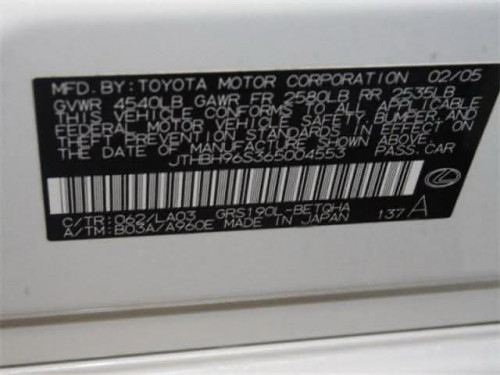 MFD. BY: TOYOTA MOTOR CORPORATION 02/05
GVWR 4540LB GAWR FR 2580LB RR 2535LB
THIS VEHICLE CONFORMS TO ALL APPLICABLE
FEDERAL MOTOR VEHICLE SAFETY, BUMPER, AND
THEFT PREVENTION STANDARDS IN EFFECT ON
THE DATE OF MANUFACTURE SHOWN ABOVE.
JTHBH96S365004553 PASS. CAR
C/TR: 062/LA03 GRS190L-BETQHA
A/TM: B03A/A960E MADE IN JAPAN 137 A